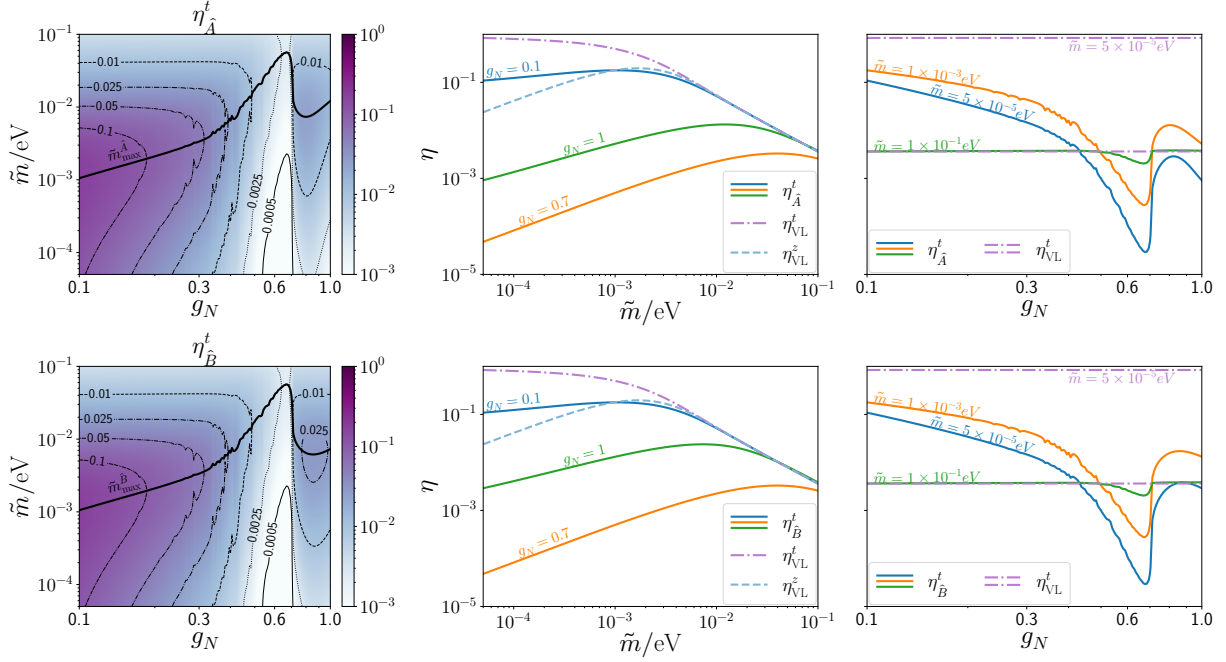 η^t_Â
10^{-1}
10^{-2}
10^{-3}
10^{-4}
m̃/eV
0.01
0.01
0.025
0.05
0.1
m̃^Â_max
0.0025
0.0005
0.1
0.3
0.6
1.0
g_N
10^0
10^{-1}
10^{-2}
10^{-3}
η
10^{-1}
10^{-3}
10^{-5}
g_N = 0.1
g_N = 1
g_N = 0.7
η^t_Â
η^t_VL
η^z_VL
10^{-4}
10^{-3}
10^{-2}
10^{-1}
m̃/eV
m̃ = 5 × 10^{-5}eV
m̃ = 1 × 10^{-3}eV
m̃ = 5 × 10^{-5}eV
m̃ = 1 × 10^{-1}eV
η^t_Â
η^t_VL
0.1
0.3
0.6
1.0
g_N
η^t_B̂
10^{-1}
10^{-2}
10^{-3}
10^{-4}
m̃/eV
0.01
0.01
0.025
0.025
0.05
0.1
m̃^B̂_max
0.0025
0.0005
0.1
0.3
0.6
1.0
g_N
10^0
10^{-1}
10^{-2}
10^{-3}
η
10^{-1}
10^{-3}
10^{-5}
g_N = 0.1
g_N = 1
g_N = 0.7
η^t_B̂
η^t_VL
η^z_VL
10^{-4}
10^{-3}
10^{-2}
10^{-1}
m̃/eV
m̃ = 5 × 10^{-5}eV
m̃ = 1 × 10^{-3}eV
m̃ = 5 × 10^{-5}eV
m̃ = 1 × 10^{-1}eV
η^t_B̂
η^t_VL
0.1
0.3
0.6
1.0
g_N